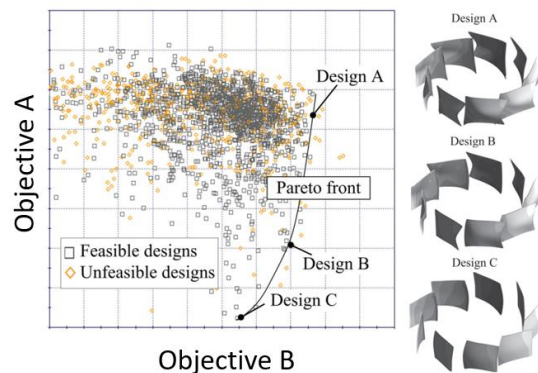 Objective A
Design A
Pareto front
Feasible designs
Unfeasible designs
Design B
Design C
Objective B
Design A
Design B
Design C